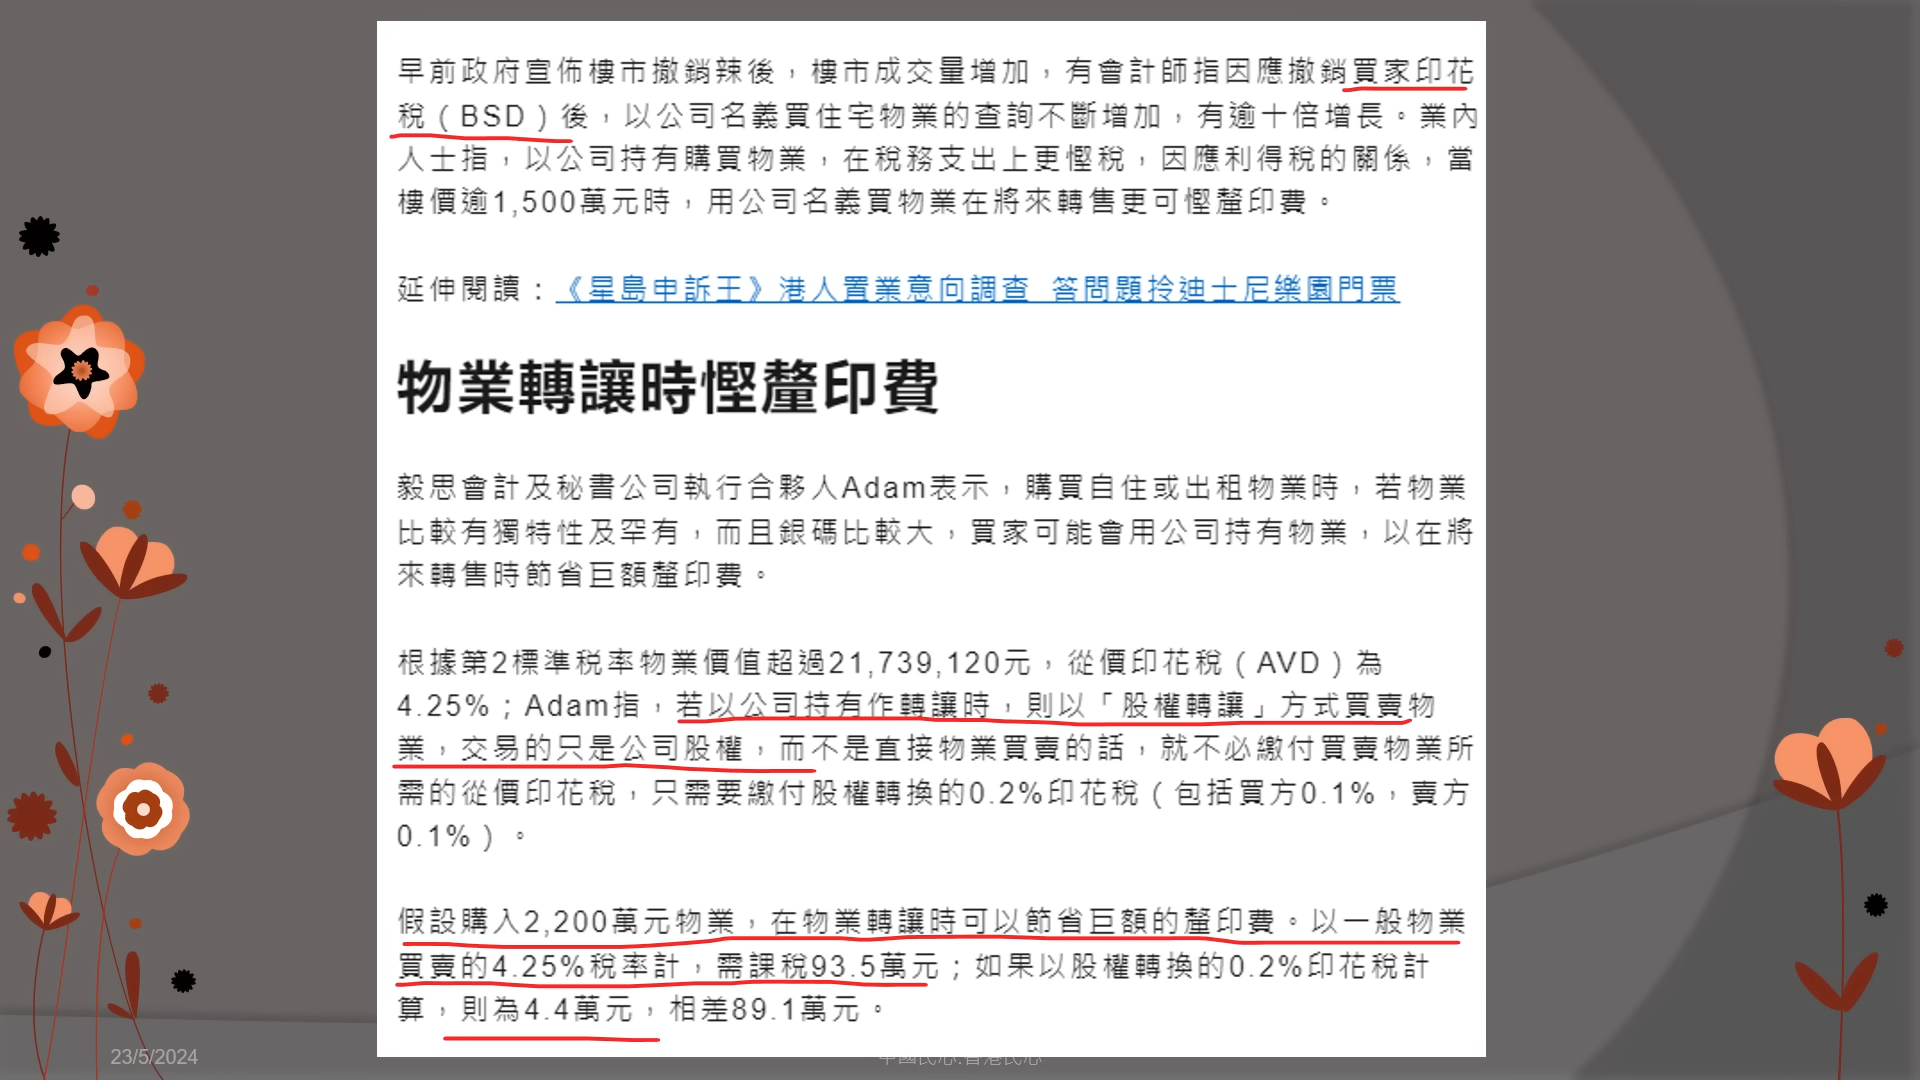 早前政府宣佈樓市撤銷辣後，樓市成交量增加，有會計師指因應撤銷買家印花
稅（BSD）後，以公司名義買住宅物業的查詢不斷增加，有逾十倍增長。業內
人士指，以公司持有購買物業，在稅務支出上更慳稅，因應利得稅的關係，當
樓價逾1,500萬元時，用公司名義買物業在將來轉售更可慳釐印費。
延伸閱讀：《星島申訴王》港人置業意向調查 答問題拎迪士尼樂園門票
物業轉讓時慳釐印費
毅思會計及秘書公司執行合夥人Adam表示，購買自住或出租物業時，若物業
比較有獨特性及罕有，而且銀碼比較大，買家可能會用公司持有物業，以在將
來轉售時節省巨額釐印費。
根據第2標準稅率物業價值超過21,739,120元，從價印花稅（AVD）為
4.25%；Adam指，若以公司持有作轉讓時，則以「股權轉讓」方式買賣物
業，交易的只是公司股權，而不是直接物業買賣的話，就不必繳付買賣物業所
需的從價印花稅，只需要繳付股權轉換的0.2%印花稅（包括買方0.1%，賣方
0.1%）。
假設購入2,200萬元物業，在物業轉讓時可以節省巨額的釐印費。以一般物業
買賣的4.25%稅率計，需課稅93.5萬元；如果以股權轉換的0.2%印花稅計
算，則為4.4萬元，相差89.1萬元。
23/5/2024
中國民心.香港民心